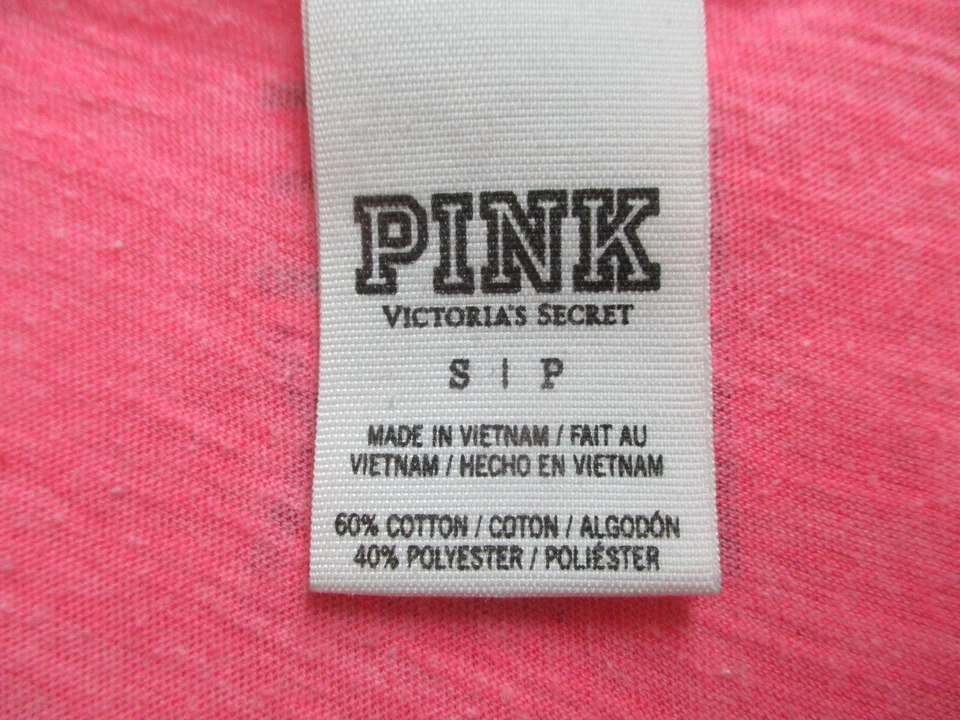 PINK
VICTORIA'S SECRET
S | P
MADE IN VIETNAM / FAIT AU
VIETNAM / HECHO EN VIETNAM
60% COTTON / COTON / ALGODÓN
40% POLYESTER / POLIÉSTER